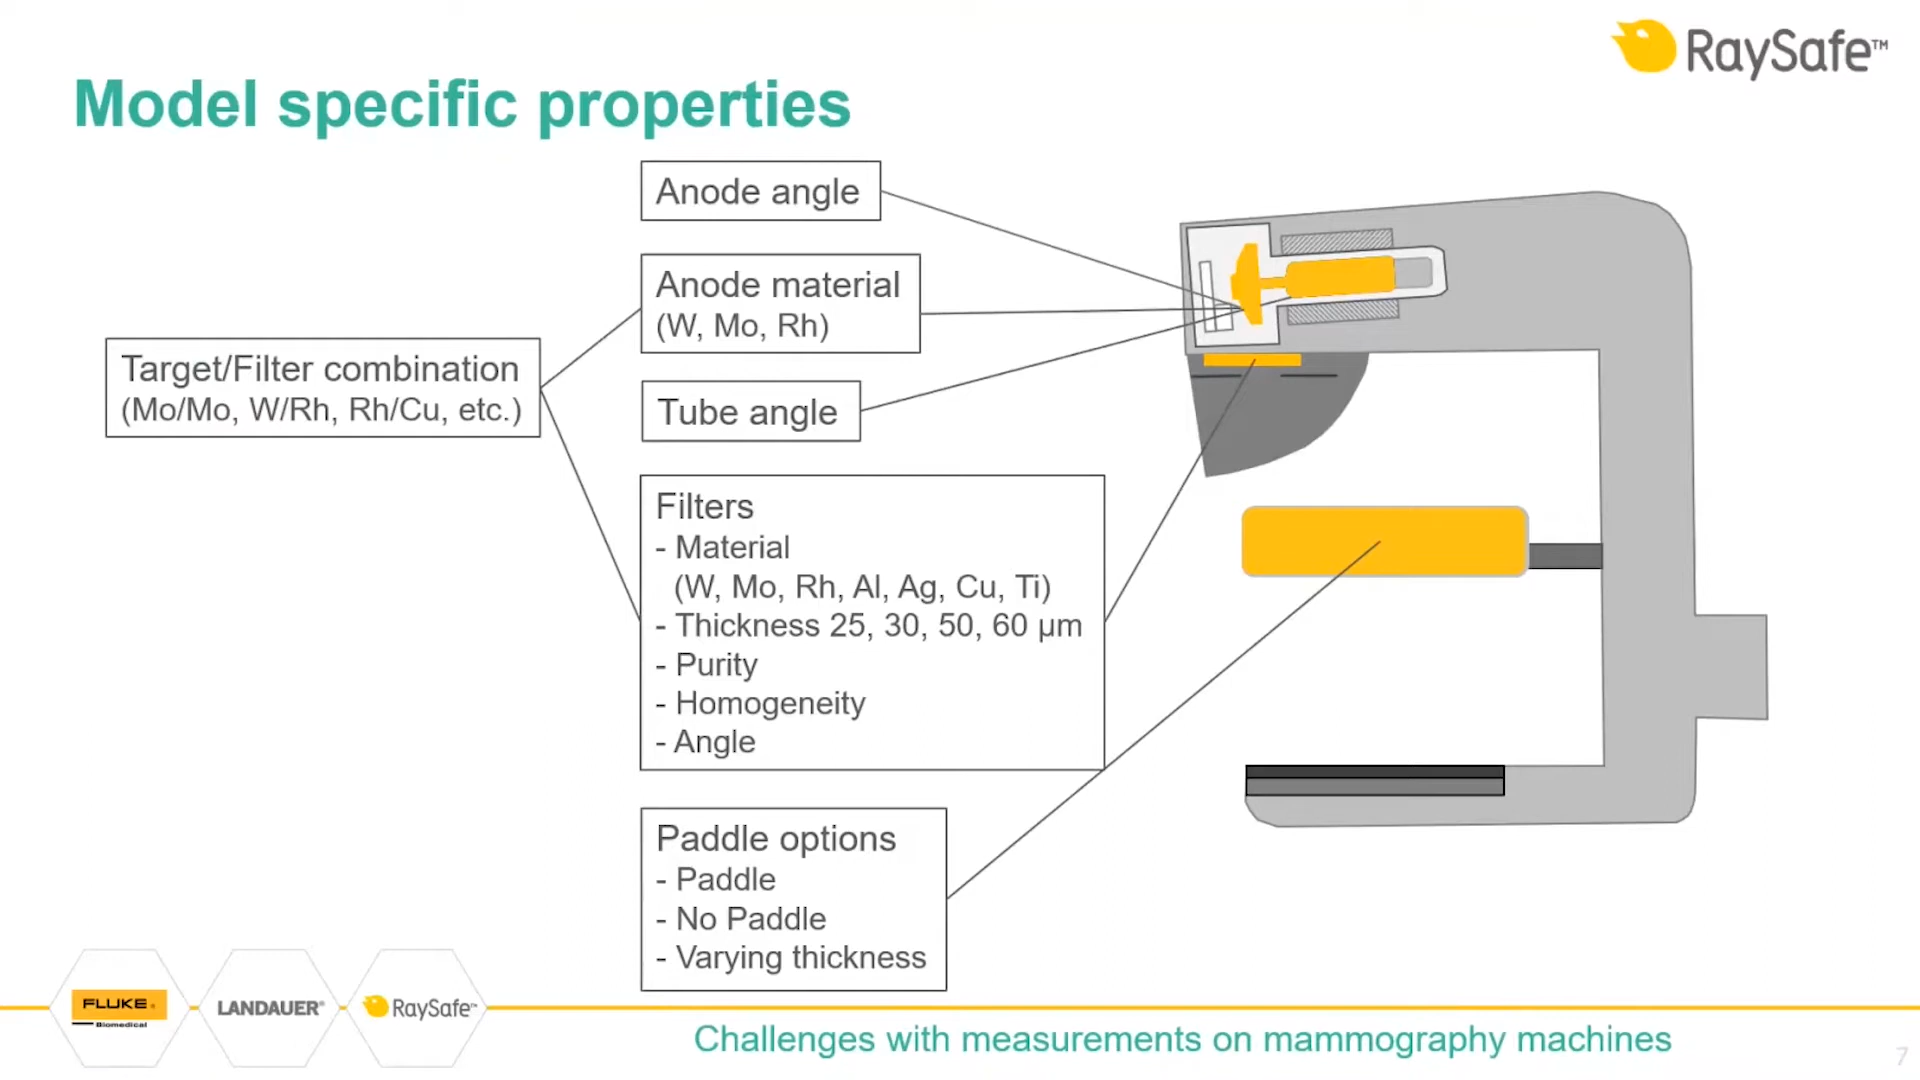 RaySafe™
Model specific properties
Anode angle
Anode material
(W, Mo, Rh)
Target/Filter combination
(Mo/Mo, W/Rh, Rh/Cu, etc.)
Tube angle
Filters
- Material
(W, Mo, Rh, Al, Ag, Cu, Ti)
- Thickness 25, 30, 50, 60 µm
- Purity
- Homogeneity
- Angle
Paddle options
- Paddle
- No Paddle
- Varying thickness
FLUKE®
Biomedical
LANDAUER®
RaySafe™
Challenges with measurements on mammography machines
7